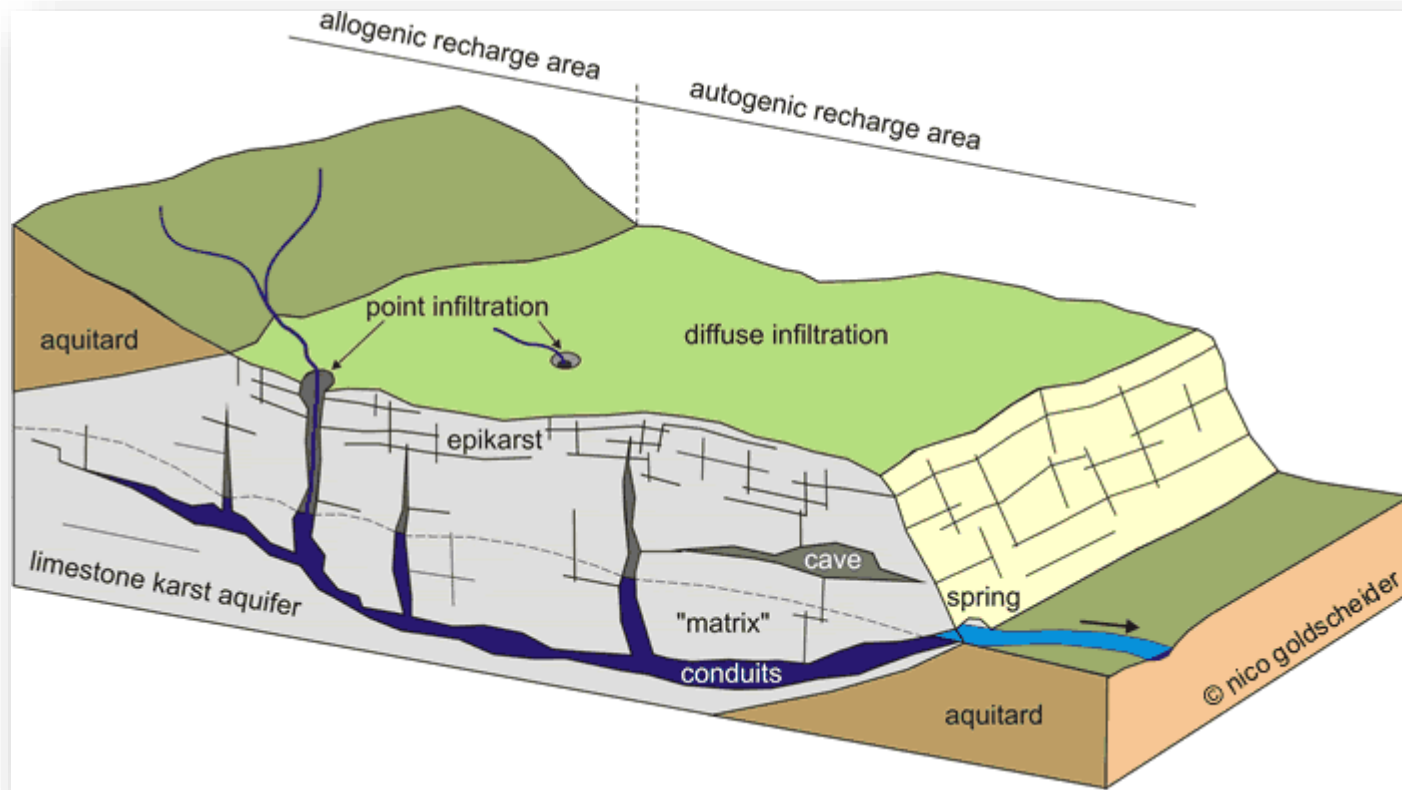 allogenic recharge area
autogenic recharge area
point infiltration
diffuse infiltration
aquitard
epikarst
cave
limestone karst aquifer
"matrix"
spring
conduits
aquitard
© nico goldscheider